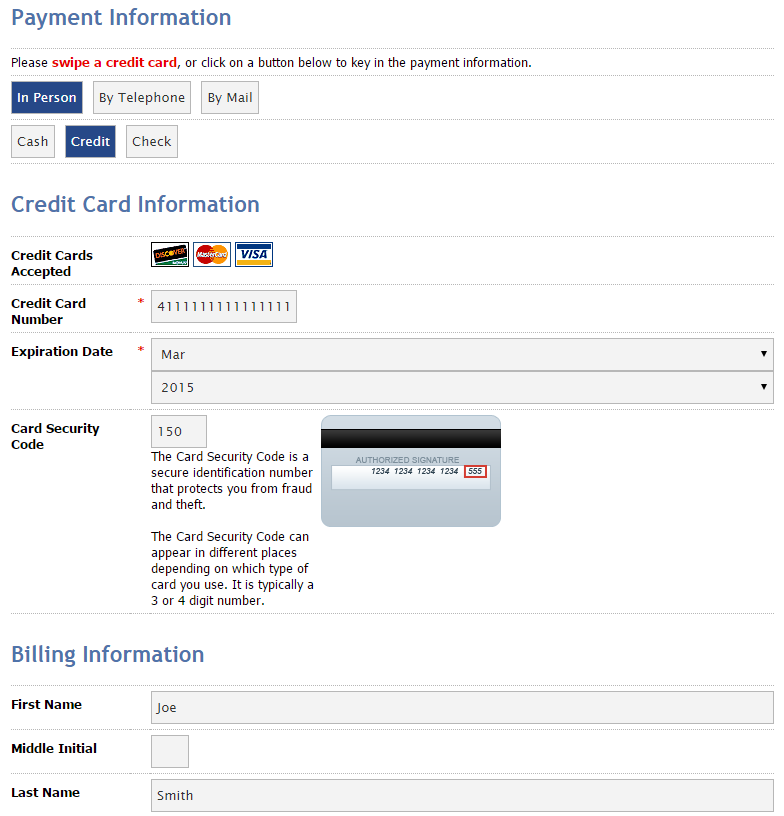 Payment Information
Please swipe a credit card, or click on a button below to key in the payment information.
In Person By Telephone By Mail
Cash Credit Check
Credit Card Information
Credit Cards Accepted
DISCOVER MasterCard VISA
Credit Card Number * 4111111111111111
Expiration Date * Mar
2015
Card Security Code
150
The Card Security Code is a
secure identification number
that protects you from fraud
and theft.
The Card Security Code can
appear in different places
depending on which type of
card you use. It is typically a
3 or 4 digit number.
AUTHORIZED SIGNATURE
1234 1234 1234 1234 555
Billing Information
First Name Joe
Middle Initial
Last Name Smith